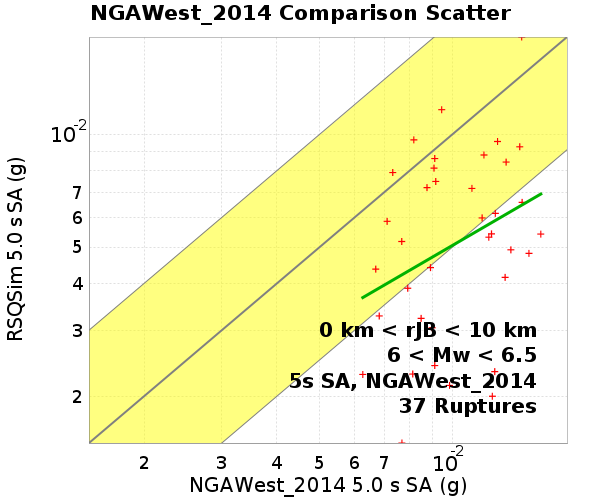 NGAWest_2014 Comparison Scatter
RSQSim 5.0 s SA (g)
10-2
7
6
5
4
3
2
0 km < rJB < 10 km
6 < Mw < 6.5
5s SA, NGAWest_2014
37 Ruptures
2 3 4 5 6 7 10-2
NGAWest_2014 5.0 s SA (g)